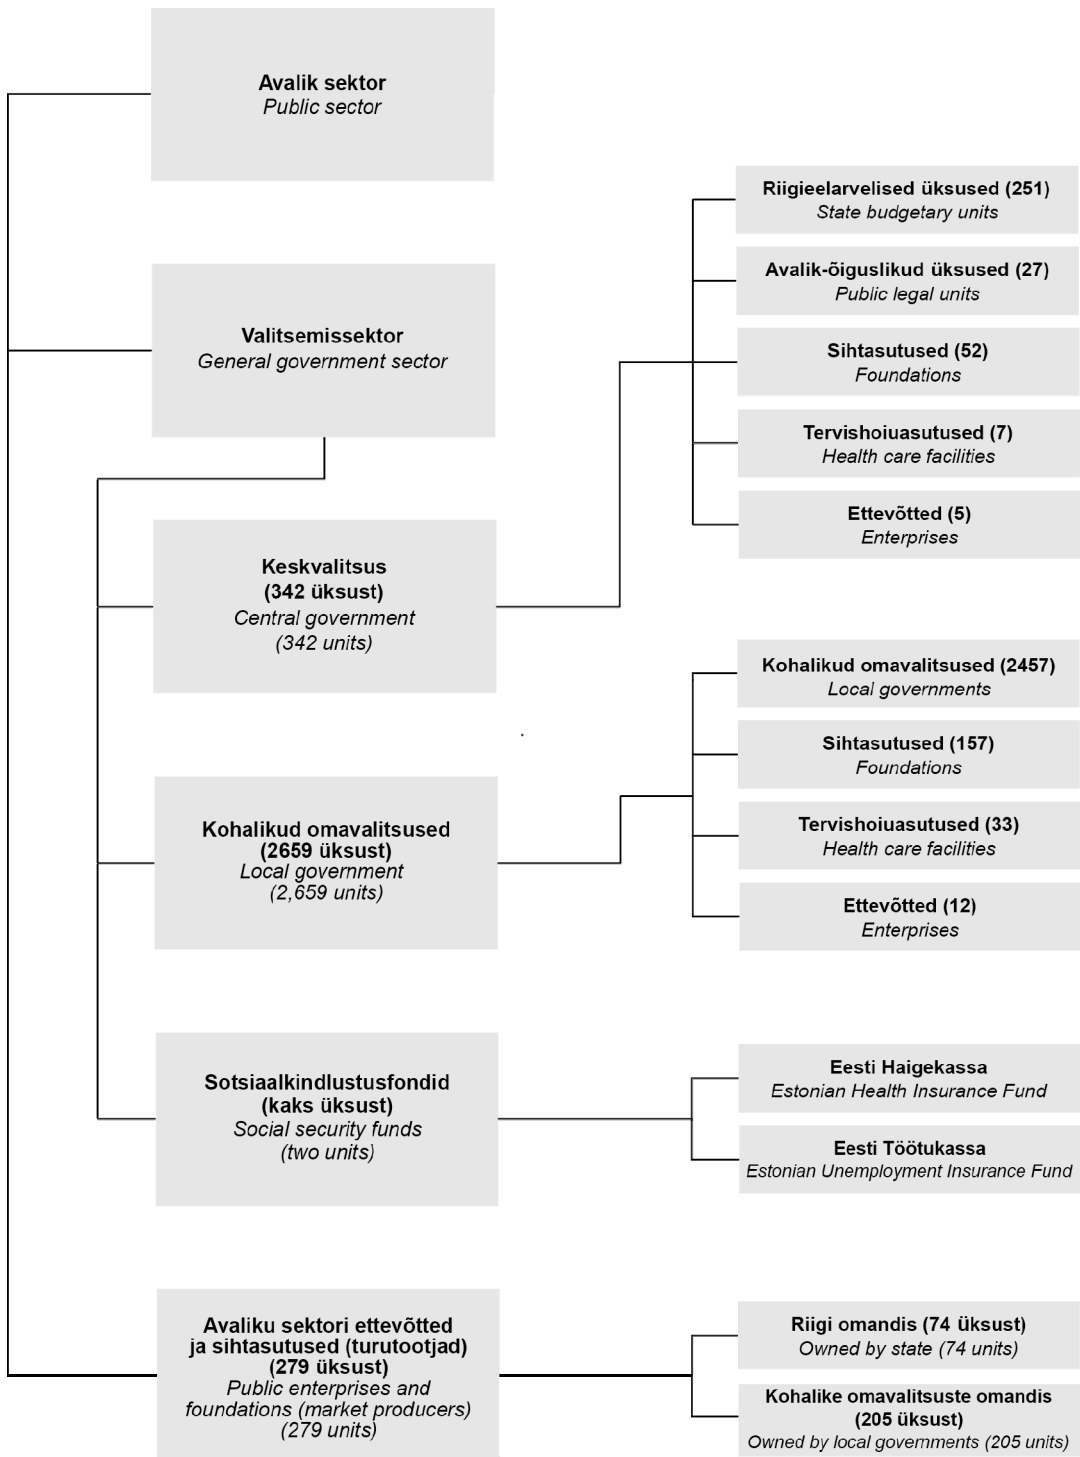 Avalik sektor
Public sector
Valitsemissektor
General government sector
Keskvalitsus
(342 üksust)
Central government
(342 units)
Riigieelarvelised üksused (251)
State budgetary units
Avalik-õiguslikud üksused (27)
Public legal units
Sihtasutused (52)
Foundations
Tervishoiuasutused (7)
Health care facilities
Ettevõtted (5)
Enterprises
Kohalikud omavalitsused
(2659 üksust)
Local government
(2,659 units)
Kohalikud omavalitsused (2457)
Local governments
Sihtasutused (157)
Foundations
Tervishoiuasutused (33)
Health care facilities
Ettevõtted (12)
Enterprises
Sotsiaalkindlustusfondid
(kaks üksust)
Social security funds
(two units)
Eesti Haigekassa
Estonian Health Insurance Fund
Eesti Töötukassa
Estonian Unemployment Insurance Fund
Avaliku sektori ettevõtted
ja sihtasutused (turutootjad)
(279 üksust)
Public enterprises and
foundations (market producers)
(279 units)
Riigi omandis (74 üksust)
Owned by state (74 units)
Kohalike omavalitsuste omandis
(205 üksust)
Owned by local governments (205 units)